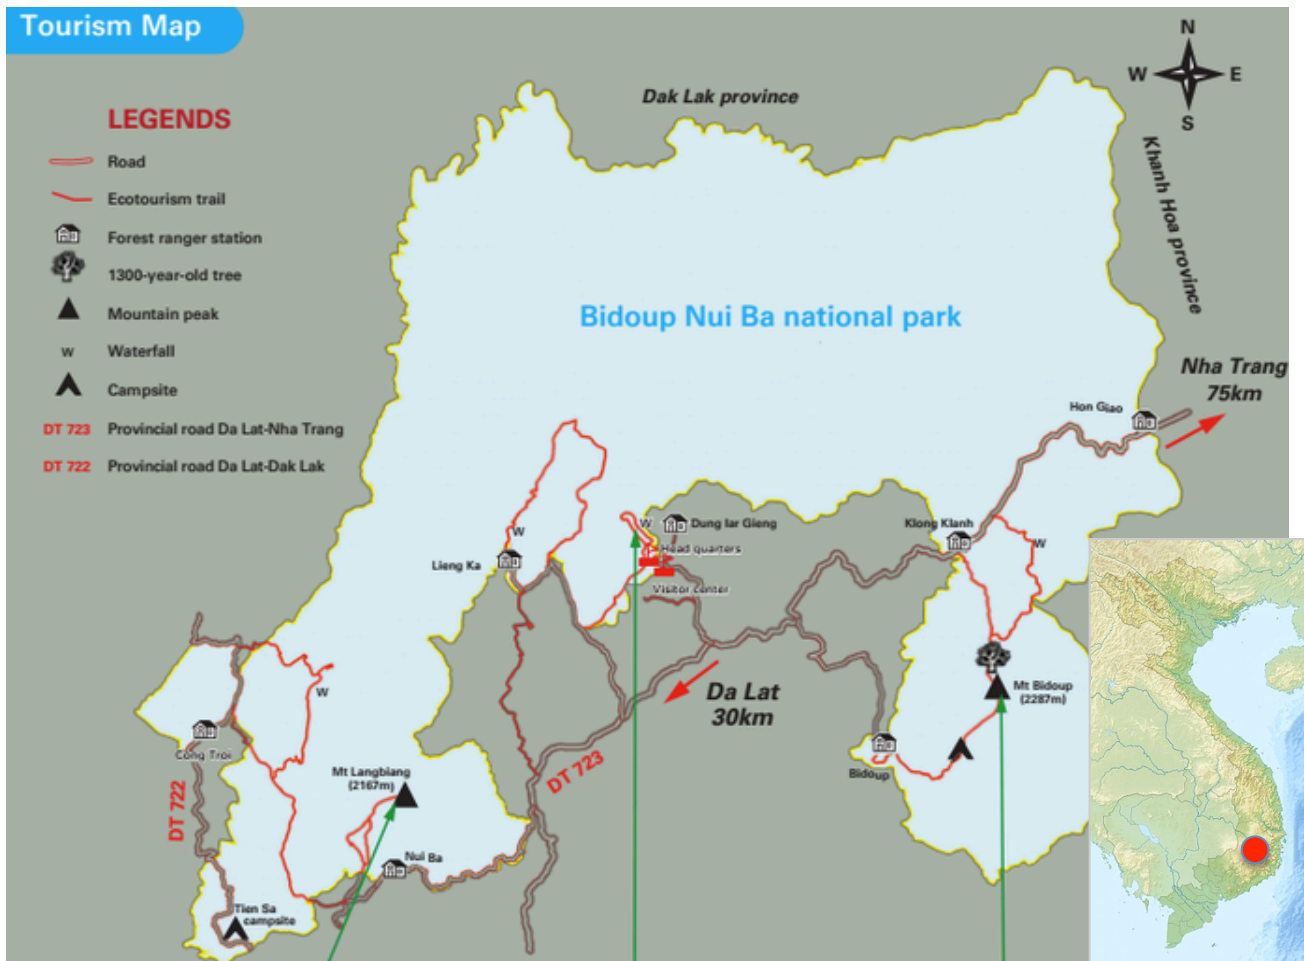 Tourism Map
N
W E
S
Dak Lak province
Khanh Hoa province
LEGENDS
Road
Ecotourism trail
Forest ranger station
1300-year-old tree
Mountain peak
w Waterfall
Campsite
DT 723 Provincial road Da Lat-Nha Trang
DT 722 Provincial road Da Lat-Dak Lak
Bidoup Nui Ba national park
Nha Trang
75km
Hon Giao
W
Dung Iar Gieng
Klong Klanh
W
W
Head quarters
Lieng Ka
Visitor center
W
Mt Bidoup
(2287m)
Da Lat
30km
Cong Troi
Bidoup
DT 723
Mt Langbiang
(2167m)
DT 722
Nui Ba
Tien Sa
campsite